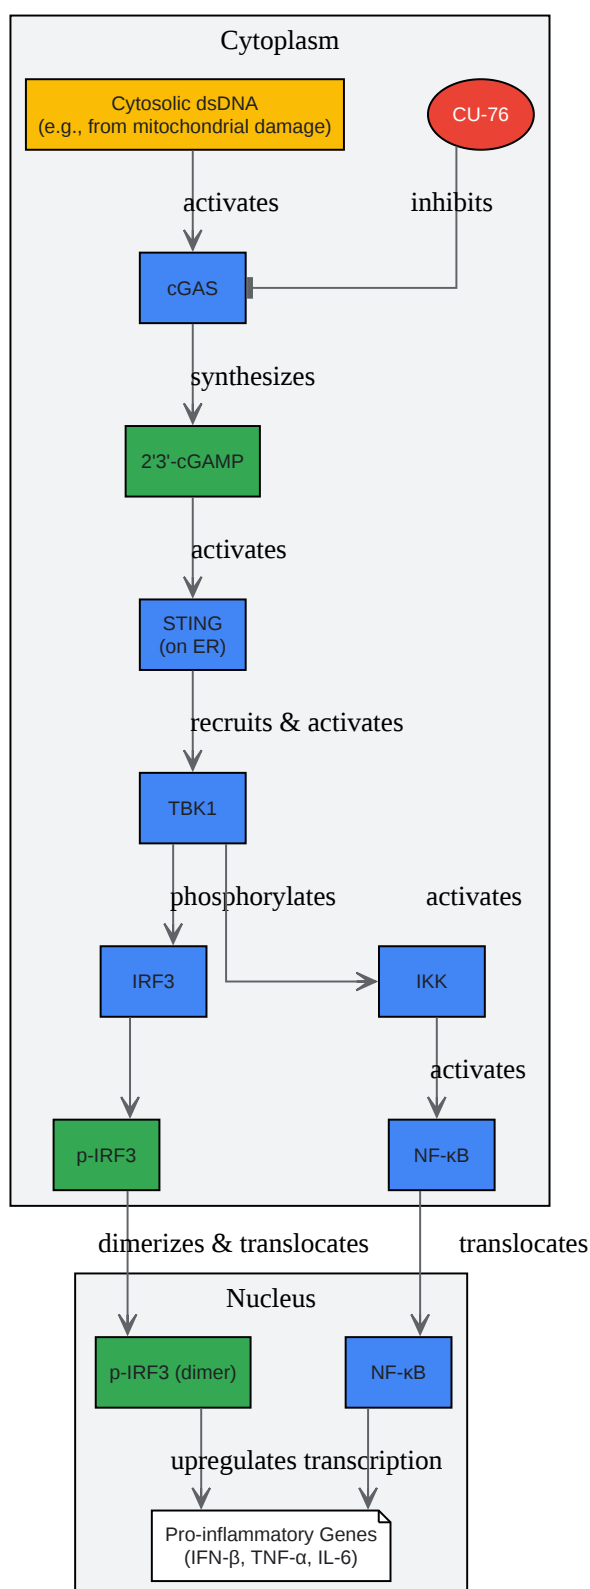 Cytoplasm
Cytosolic dsDNA
(e.g., from mitochondrial damage)
CU-76
activates
inhibits
cGAS
synthesizes
2'3'-cGAMP
activates
STING
(on ER)
recruits & activates
TBK1
phosphorylates
activates
IRF3
IKK
activates
p-IRF3
NF-κB
dimerizes & translocates
translocates
Nucleus
p-IRF3 (dimer)
NF-κB
upregulates transcription
Pro-inflammatory Genes
(IFN-β, TNF-α, IL-6)